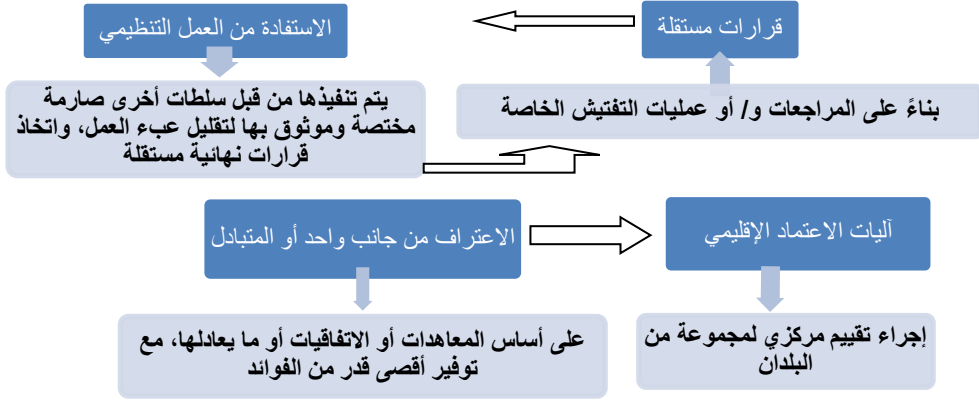 قرارات مستقلة
بناءً على المراجعات و/ أو عمليات التفتيش الخاصة
الاستفادة من العمل التنظيمي
يتم تنفيذها من قبل سلطات أخرى صارمة
مختصة وموثوق بها لتقليل عبء العمل، واتخاذ
قرارات نهائية مستقلة
الاعتراف من جانب واحد أو المتبادل
على أساس المعاهدات أو الاتفاقيات أو ما يعادلها، مع
توفير أقصى قدر من الفوائد
آليات الاعتماد الإقليمي
إجراء تقييم مركزي لمجموعة من
البلدان